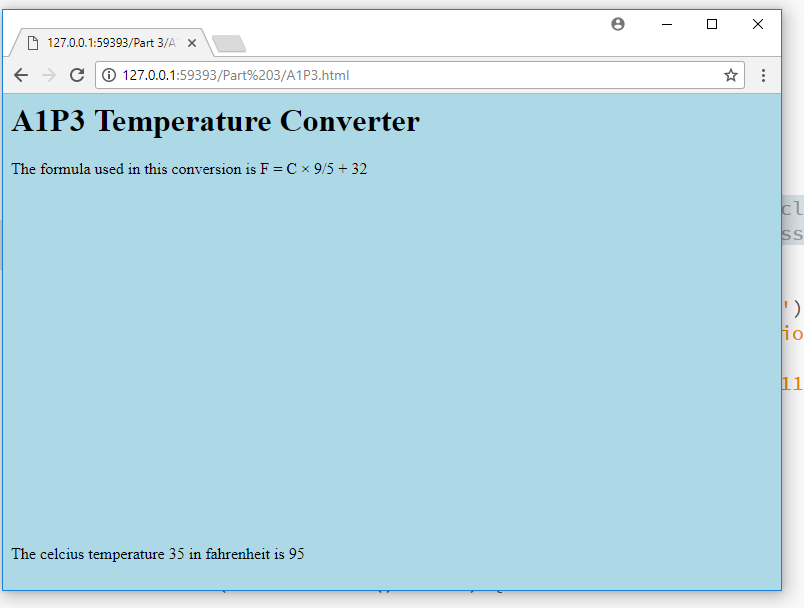 127.0.0.1:59393/Part 3/A
127.0.0.1:59393/Part%203/A1P3.html
A1P3 Temperature Converter
The formula used in this conversion is F = C × 9/5 + 32
cl
ss
')
io
11
The celcius temperature 35 in fahrenheit is 95